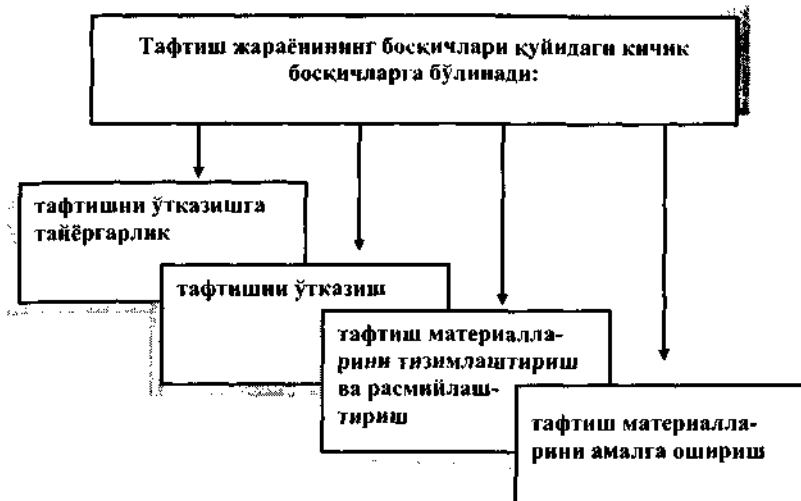 Тафтиш жараёнининг босқичлари қуйидаги кичик
босқичларга бўлинади:
тафтишни ўтказишга
тайёргарлик
тафтишни ўтказиш
тафтиш материалла-
рини тизимлаштириш
ва расмийлаш-
тириш
тафтиш материалла-
рини амалга ошириш